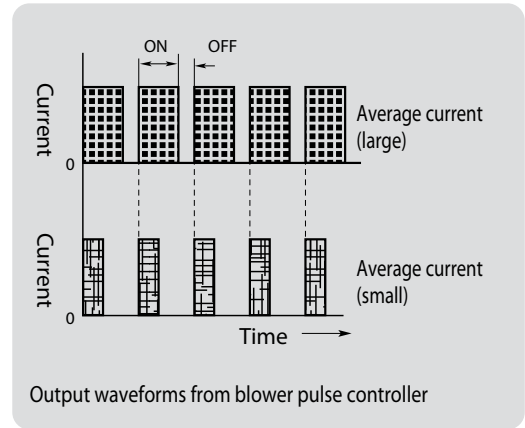 ON
OFF
Current
Average current
(large)
0
Current
Average current
(small)
0
Time
Output waveforms from blower pulse controller